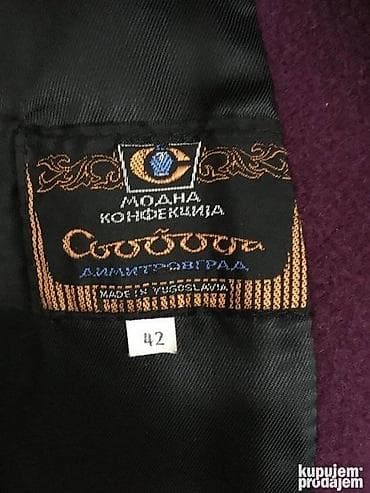 МОДНА
КОНФЕКЦИЈА
Свобода
ДИМИТРОВГРАД
MADE IN YUGOSLAVIA
42
kupujem
prodajem